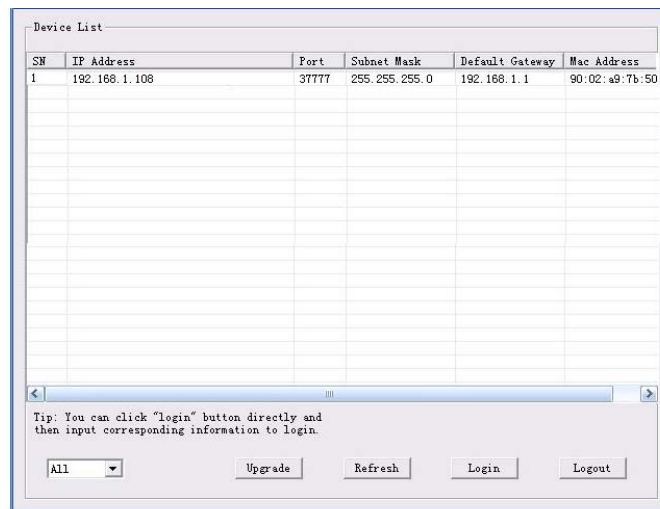 Device List
SN IP Address Port Subnet Mask Default Gateway Mac Address
1 192.168.1.108 37777 255.255.255.0 192.168.1.1 90:02:a9:7b:50
Tip: You can click "login" button directly and
then input corresponding information to login.
All Upgrade Refresh Login Logout